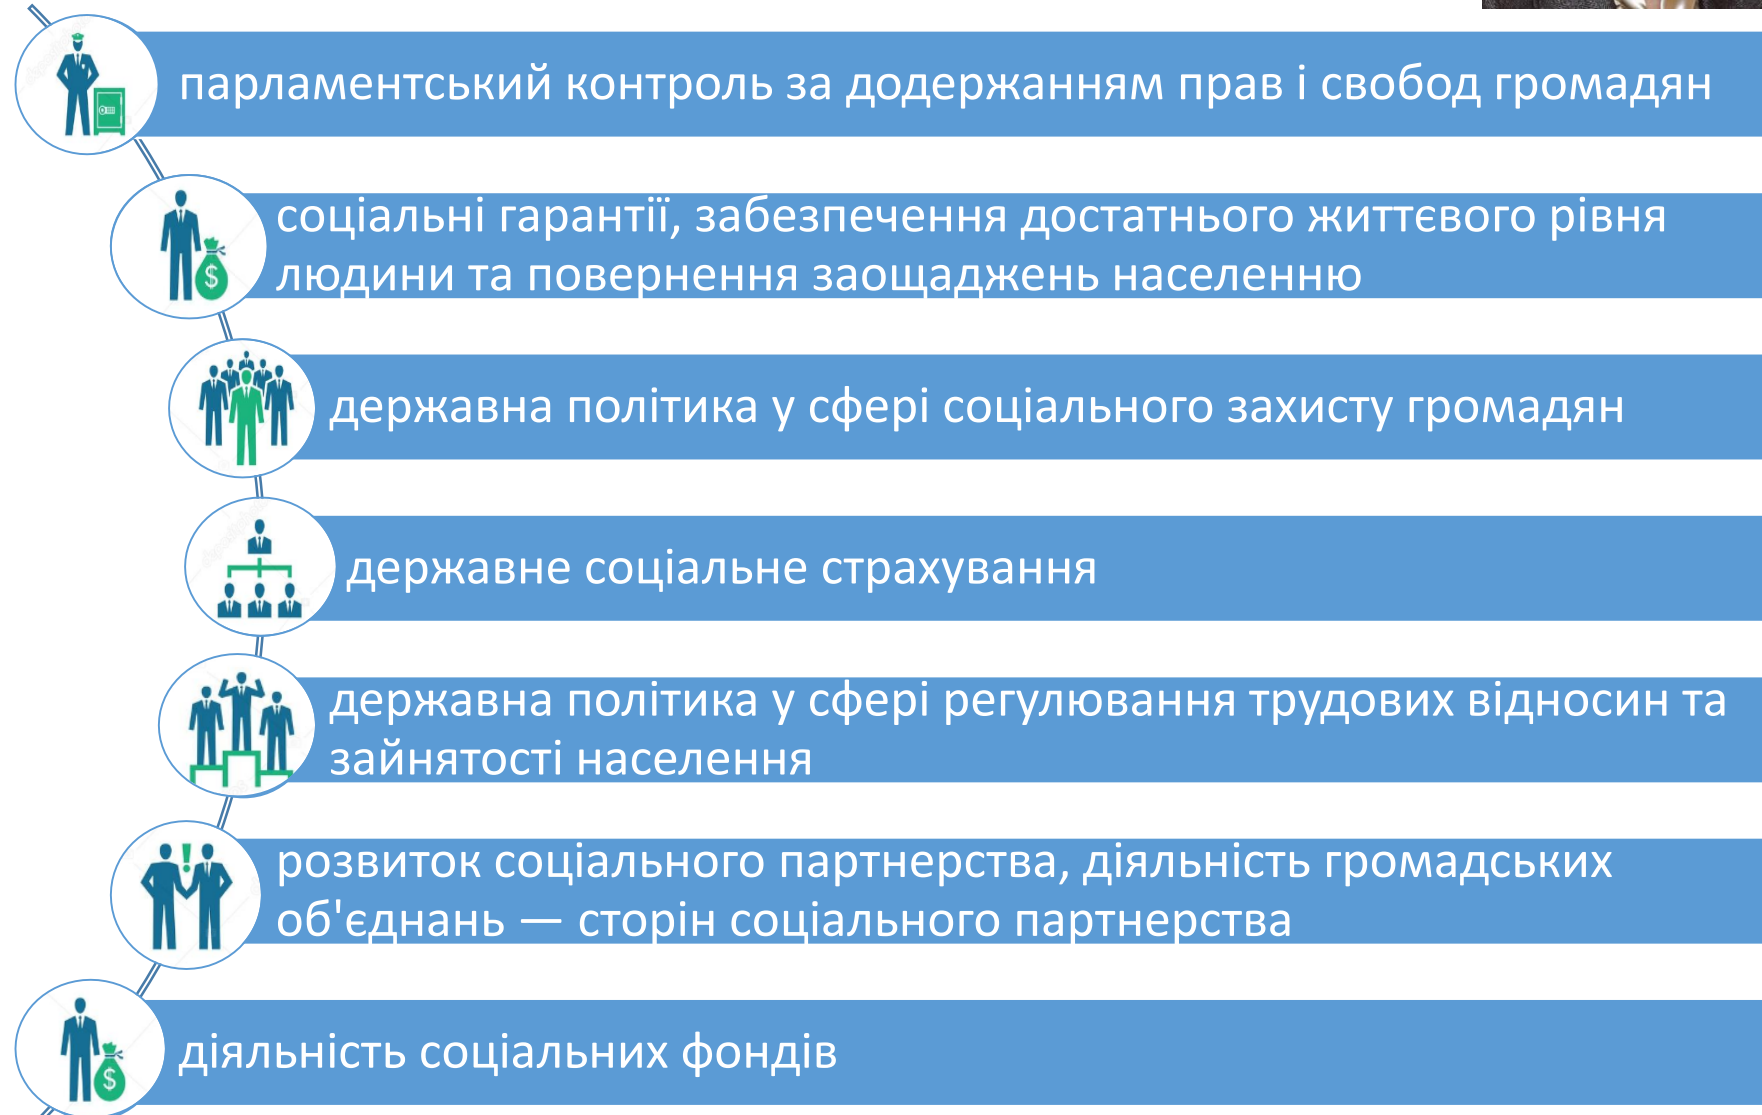 парламентський контроль за додержанням прав і свобод громадян
соціальні гарантії, забезпечення достатнього життєвого рівня
людини та повернення заощаджень населенню
державна політика у сфері соціального захисту громадян
державне соціальне страхування
державна політика у сфері регулювання трудових відносин та
зайнятості населення
розвиток соціального партнерства, діяльність громадських
об'єднань — сторін соціального партнерства
діяльність соціальних фондів